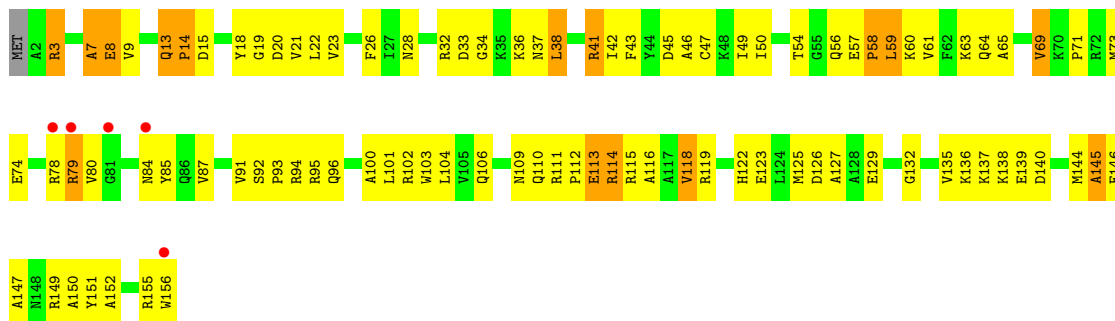 MET A2 R3 A7 E8 V9 Q13 P14 D15 Y18 G19 D20 V21 L22 V23 F26 I27 N28 R32 D33 G34 K35 K36 N37 L38 R41 I42 F43 Y44 D45 A46 C47 K48 I49 I50 T54 G55 Q56 E57 P58 L59 K60 V61 F62 K63 Q64 A65 V69 K70 P71 R72 M73
E74 R78 R79 V80 G81 N84 Y85 Q86 V87 V91 S92 P93 R94 R95 Q96 A100 L101 R102 W103 L104 V105 Q106 N109 Q110 R111 P112 E113 R114 R115 A116 A117 V118 R119 H122 E123 L124 M125 D126 A127 A128 E129 G132 V135 K136 K137 K138 E139 D140 M144 A145
A147 N148 R149 A150 Y151 A152 R155 W156